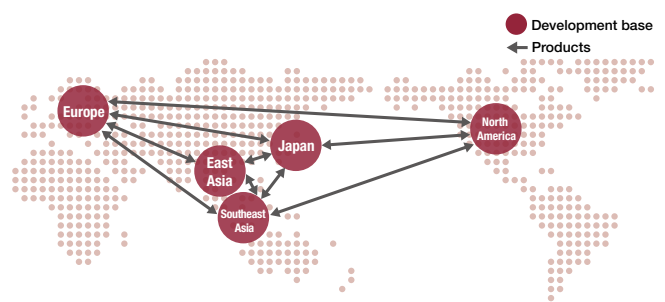 Development base
Products
Europe
North
America
Japan
East
Asia
Southeast
Asia